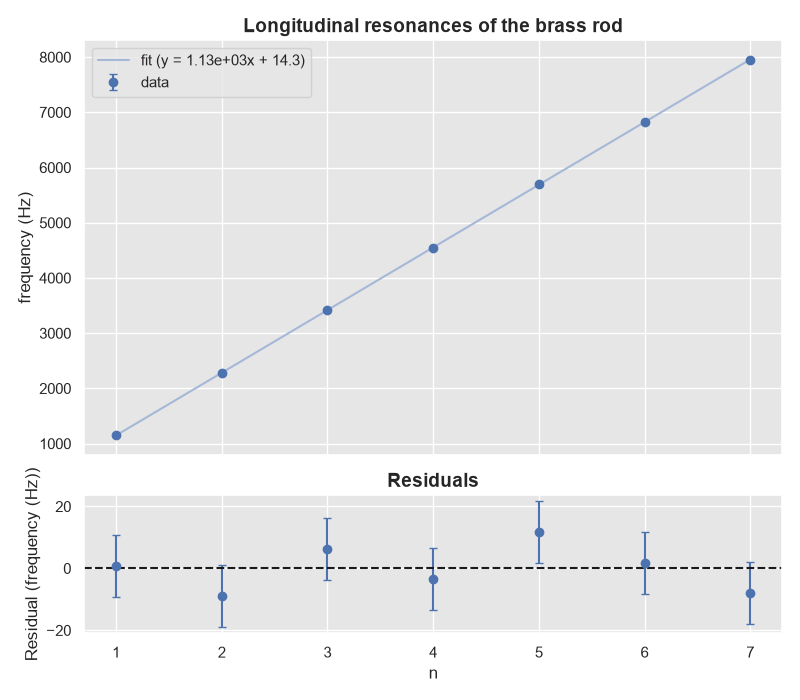 Longitudinal resonances of the brass rod
fit (y = 1.13e+03x + 14.3)
data
8000
7000
6000
5000
4000
3000
2000
1000
frequency (Hz)
Residuals
20
0
−20
Residual (frequency (Hz))
1 2 3 4 5 6 7
n